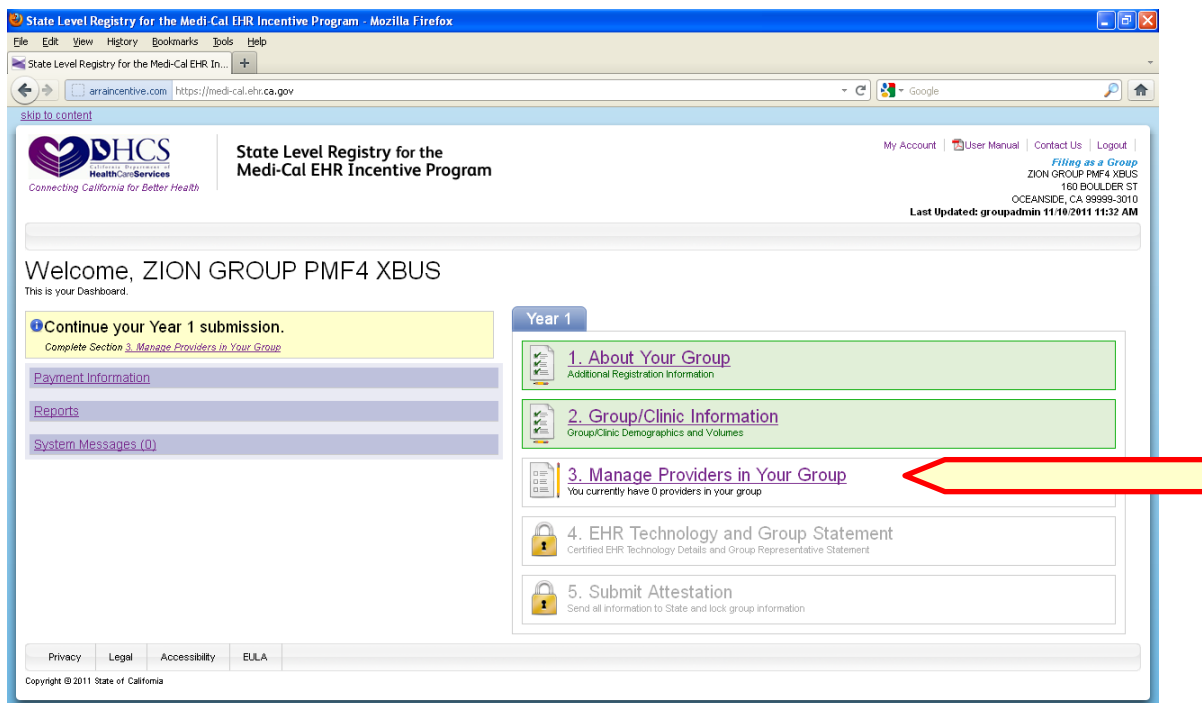 State Level Registry for the Medi-Cal EHR Incentive Program - Mozilla Firefox
File Edit View History Bookmarks Tools Help
State Level Registry for the Medi-Cal EHR In... +
arraincentive.com https://medi-cal.ehr.ca.gov Google
skip to content
DHCS
California Department of
HealthCareServices
Connecting California for Better Health
State Level Registry for the
Medi-Cal EHR Incentive Program
My Account | User Manual | Contact Us | Logout |
Filing as a Group
ZION GROUP PMF4 XBUS
160 BOULDER ST
OCEANSIDE, CA 99999-3010
Last Updated: groupadmin 11/10/2011 11:32 AM
Welcome, ZION GROUP PMF4 XBUS
This is your Dashboard.
Continue your Year 1 submission.
Complete Section 3. Manage Providers in Your Group
Payment Information
Reports
System Messages (0)
Year 1
1. About Your Group
Additional Registration Information
2. Group/Clinic Information
Group/Clinic Demographics and Volumes
3. Manage Providers in Your Group
You currently have 0 providers in your group
4. EHR Technology and Group Statement
Certified EHR Technology Details and Group Representative Statement
5. Submit Attestation
Send all information to State and lock group information
Privacy Legal Accessibility EULA
Copyright © 2011 State of California